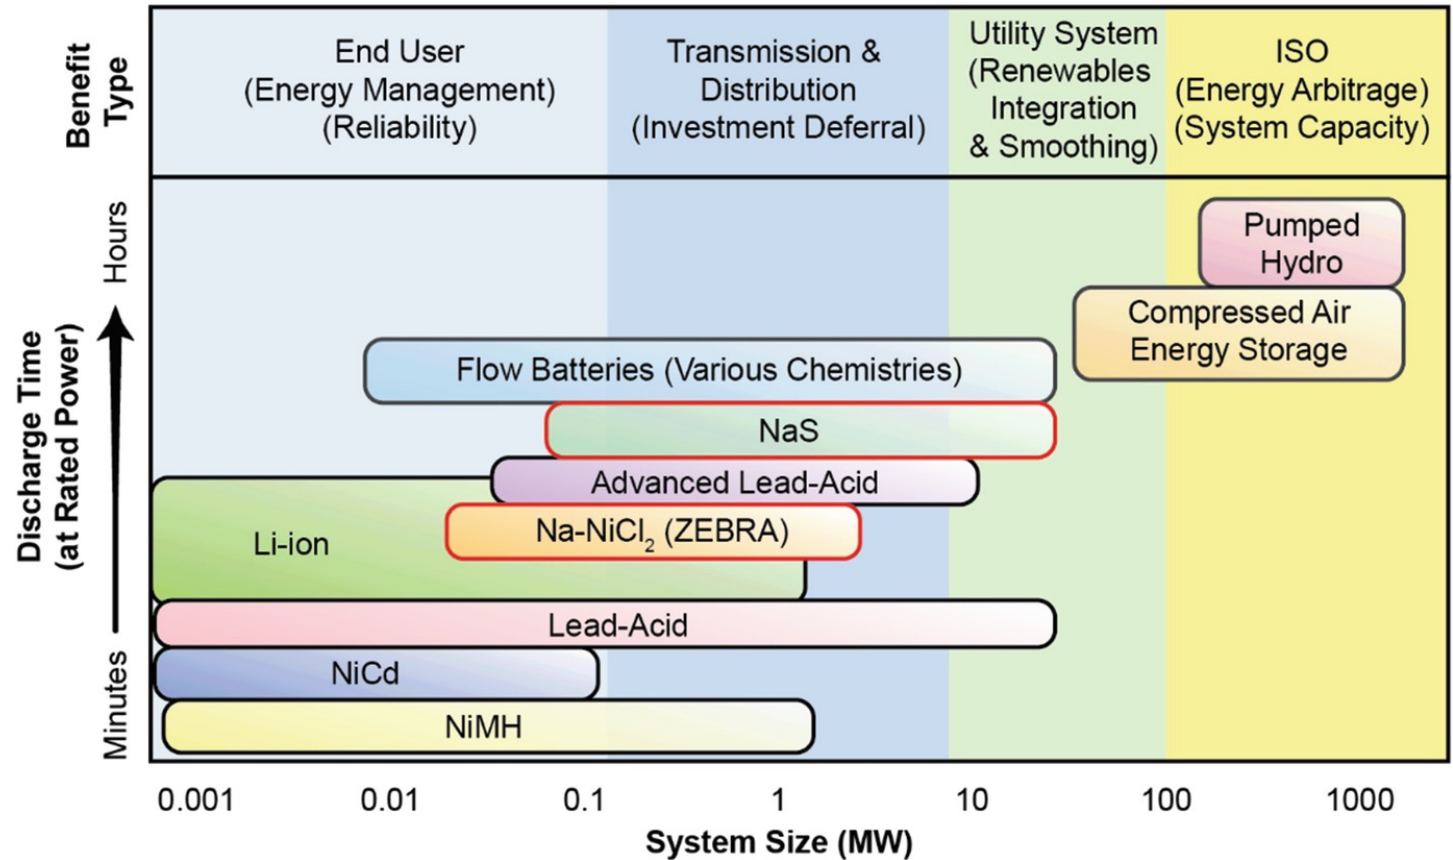 Benefit
Type
End User
(Energy Management)
(Reliability)
Transmission &
Distribution
(Investment Deferral)
Utility System
(Renewables
Integration
& Smoothing)
ISO
(Energy Arbitrage)
(System Capacity)
Discharge Time
(at Rated Power)
Hours
Minutes
Pumped
Hydro
Compressed Air
Energy Storage
Flow Batteries (Various Chemistries)
NaS
Advanced Lead-Acid
Na-NiCl₂ (ZEBRA)
Li-ion
Lead-Acid
NiCd
NiMH
0.001 0.01 0.1 1 10 100 1000
System Size (MW)